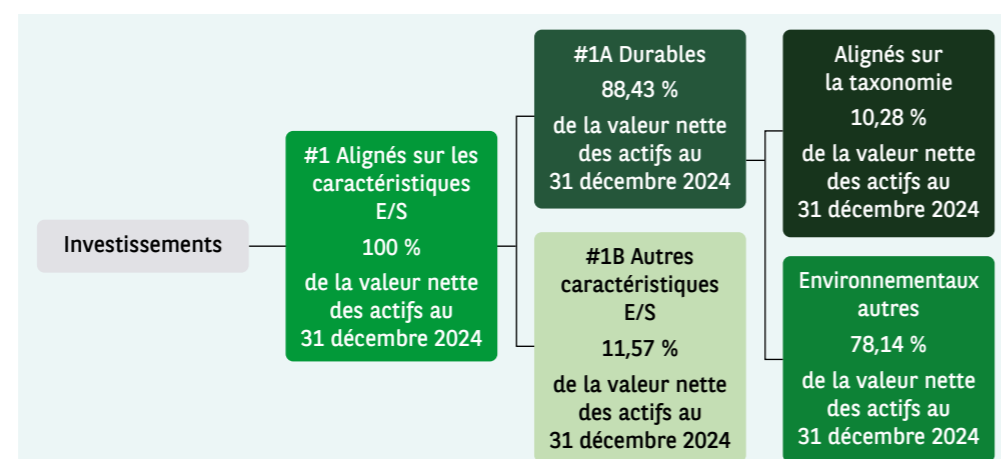 Investissements
#1 Alignés sur les
caractéristiques
E/S
100 %
de la valeur nette
des actifs au
31 décembre 2024
#1A Durables
88,43 %
de la valeur nette
des actifs au
31 décembre 2024
#1B Autres
caractéristiques
E/S
11,57 %
de la valeur nette
des actifs au
31 décembre 2024
Alignés sur
la taxonomie
10,28 %
de la valeur nette
des actifs au
31 décembre 2024
Environnementaux
autres
78,14 %
de la valeur nette
des actifs au
31 décembre 2024